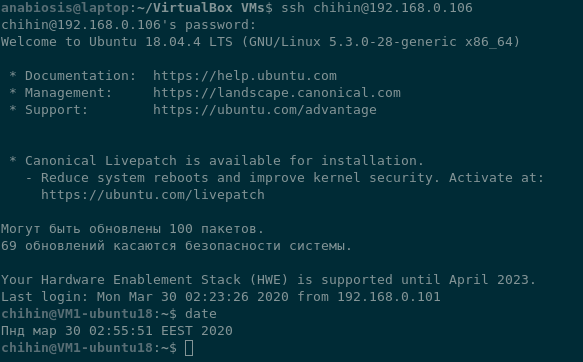 anabiosis@laptop:~/VirtualBox VMs$ ssh chihin@192.168.0.106
chihin@192.168.0.106's password:
Welcome to Ubuntu 18.04.4 LTS (GNU/Linux 5.3.0-28-generic x86_64)
* Documentation: https://help.ubuntu.com
* Management: https://landscape.canonical.com
* Support: https://ubuntu.com/advantage
* Canonical Livepatch is available for installation.
- Reduce system reboots and improve kernel security. Activate at:
https://ubuntu.com/livepatch
Могут быть обновлены 100 пакетов.
69 обновлений касаются безопасности системы.
Your Hardware Enablement Stack (HWE) is supported until April 2023.
Last login: Mon Mar 30 02:23:26 2020 from 192.168.0.101
chihin@VM1-ubuntu18:~$ date
Пнд мар 30 02:55:51 EEST 2020
chihin@VM1-ubuntu18:~$